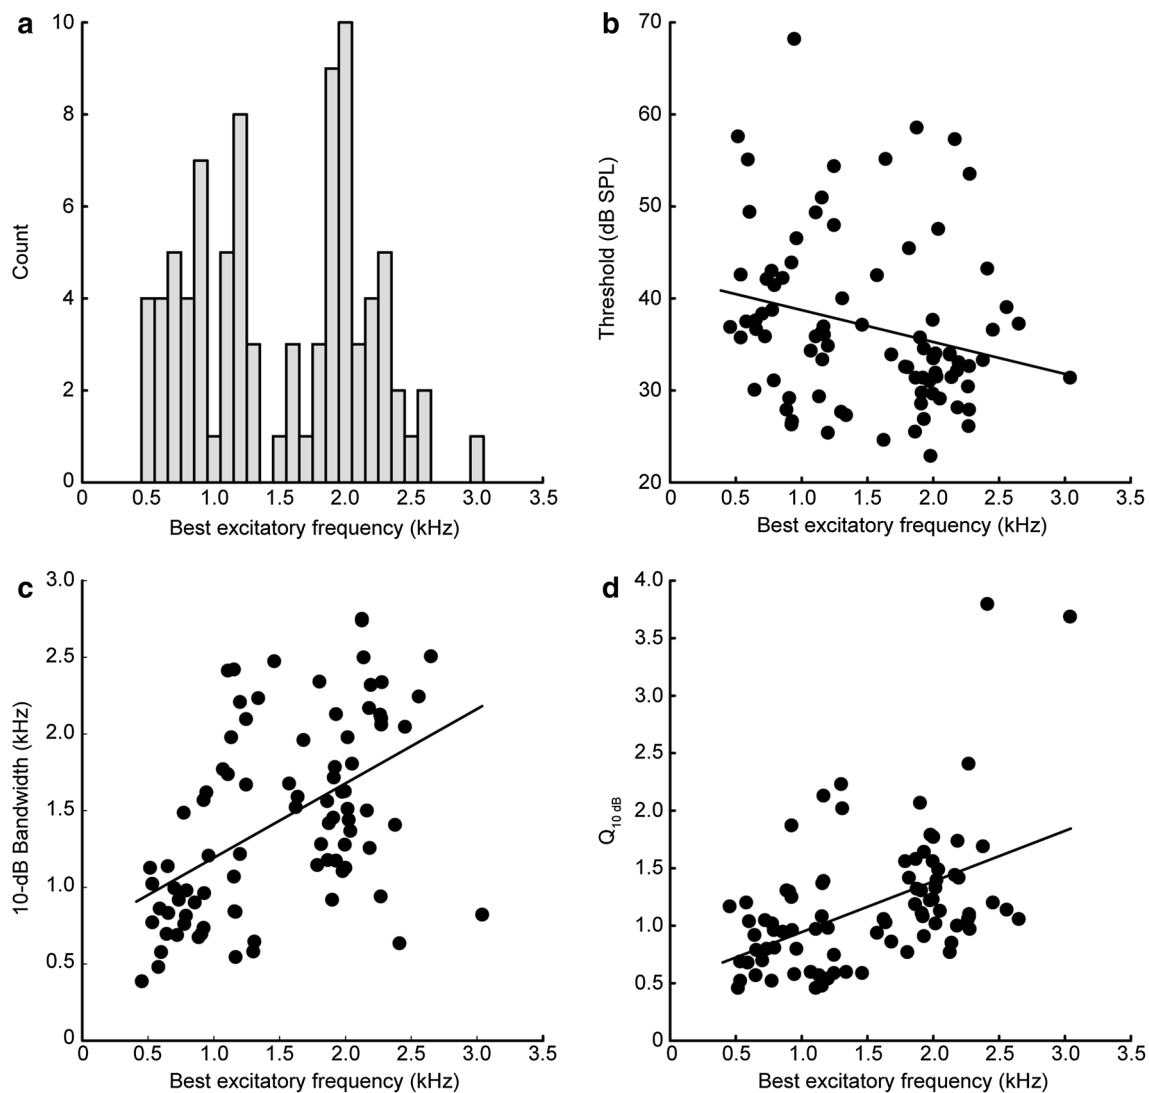 a
10
8
6
4
2
0
Count
0 0.5 1.0 1.5 2.0 2.5 3.0 3.5
Best excitatory frequency (kHz)
b
70
60
50
40
30
20
Threshold (dB SPL)
0 0.5 1.0 1.5 2.0 2.5 3.0 3.5
Best excitatory frequency (kHz)
c
3.0
2.5
2.0
1.5
1.0
0.5
0
10-dB Bandwidth (kHz)
0 0.5 1.0 1.5 2.0 2.5 3.0 3.5
Best excitatory frequency (kHz)
d
4.0
3.5
3.0
2.5
2.0
1.5
1.0
0.5
0
Q10 dB
0 0.5 1.0 1.5 2.0 2.5 3.0 3.5
Best excitatory frequency (kHz)